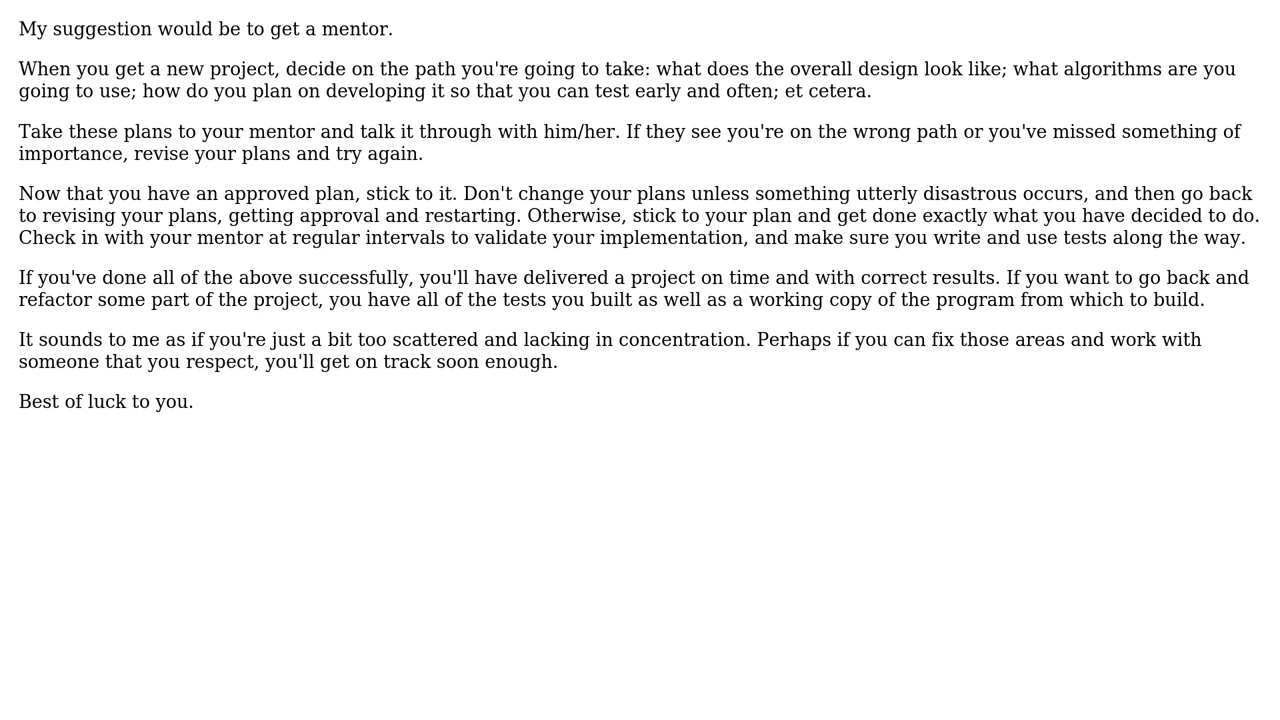 My suggestion would be to get a mentor.
When you get a new project, decide on the path you're going to take: what does the overall design look like; what algorithms are you
going to use; how do you plan on developing it so that you can test early and often; et cetera.
Take these plans to your mentor and talk it through with him/her. If they see you're on the wrong path or you've missed something of
importance, revise your plans and try again.
Now that you have an approved plan, stick to it. Don't change your plans unless something utterly disastrous occurs, and then go back
to revising your plans, getting approval and restarting. Otherwise, stick to your plan and get done exactly what you have decided to do.
Check in with your mentor at regular intervals to validate your implementation, and make sure you write and use tests along the way.
If you've done all of the above successfully, you'll have delivered a project on time and with correct results. If you want to go back and
refactor some part of the project, you have all of the tests you built as well as a working copy of the program from which to build.
It sounds to me as if you're just a bit too scattered and lacking in concentration. Perhaps if you can fix those areas and work with
someone that you respect, you'll get on track soon enough.
Best of luck to you.